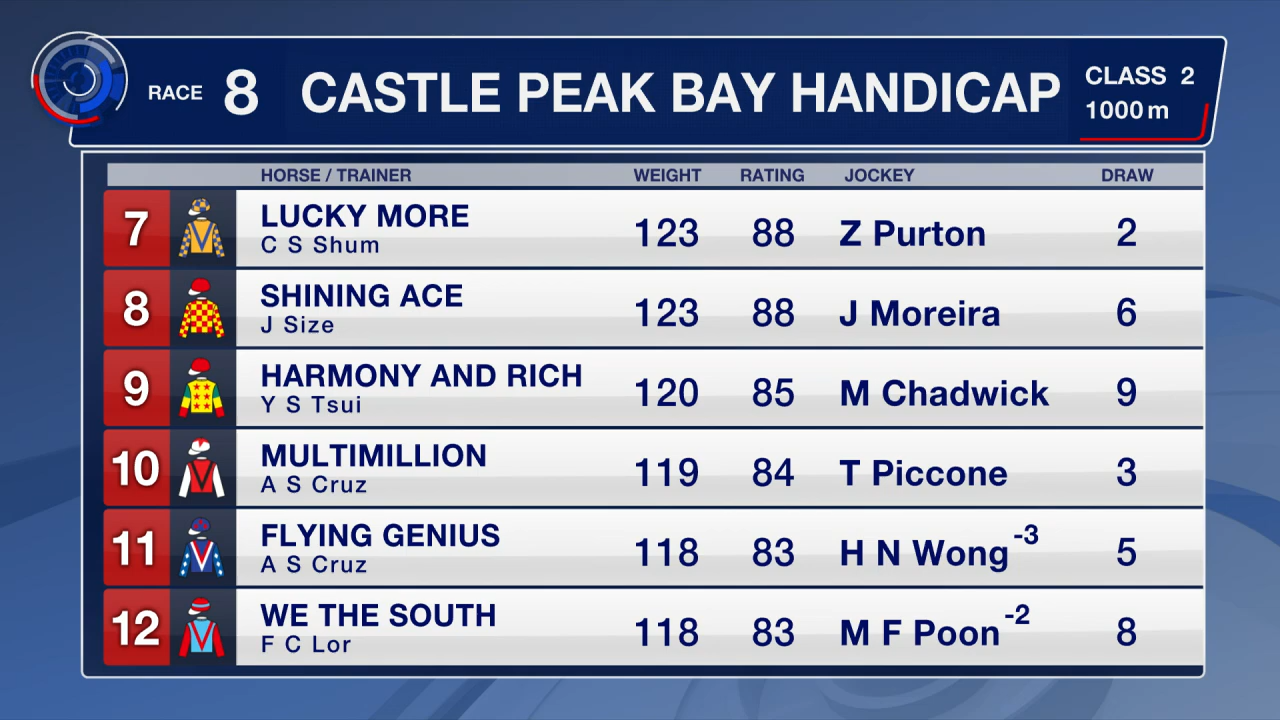 RACE 8 CASTLE PEAK BAY HANDICAP CLASS 2
1000 m
HORSE / TRAINER WEIGHT RATING JOCKEY DRAW
7 LUCKY MORE 123 88 Z Purton 2
C S Shum
8 SHINING ACE 123 88 J Moreira 6
J Size
9 HARMONY AND RICH 120 85 M Chadwick 9
Y S Tsui
10 MULTIMILLION 119 84 T Piccone 3
A S Cruz
11 FLYING GENIUS 118 83 H N Wong -3 5
A S Cruz
12 WE THE SOUTH 118 83 M F Poon -2 8
F C Lor